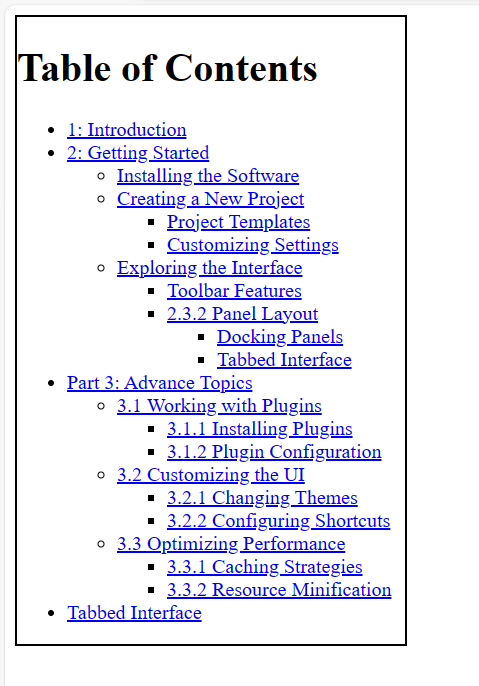 Table of Contents
1: Introduction
2: Getting Started
Installing the Software
Creating a New Project
Project Templates
Customizing Settings
Exploring the Interface
Toolbar Features
2.3.2 Panel Layout
Docking Panels
Tabbed Interface
Part 3: Advance Topics
3.1 Working with Plugins
3.1.1 Installing Plugins
3.1.2 Plugin Configuration
3.2 Customizing the UI
3.2.1 Changing Themes
3.2.2 Configuring Shortcuts
3.3 Optimizing Performance
3.3.1 Caching Strategies
3.3.2 Resource Minification
Tabbed Interface